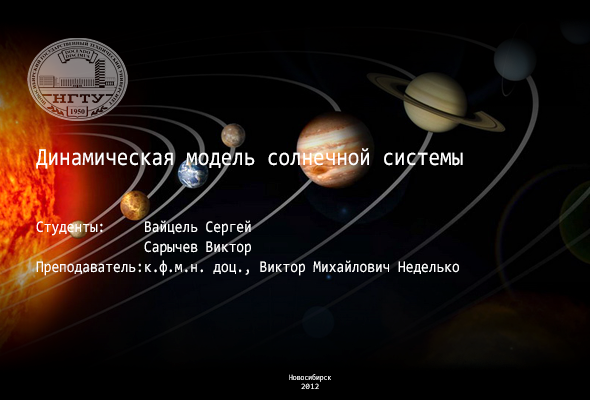 НГТУ
1950
Динамическая модель солнечной системы
Студенты: Вайцель Сергей
Сарычев Виктор
Преподаватель:к.ф.м.н. доц., Виктор Михайлович Неделько
Новосибирск
2012